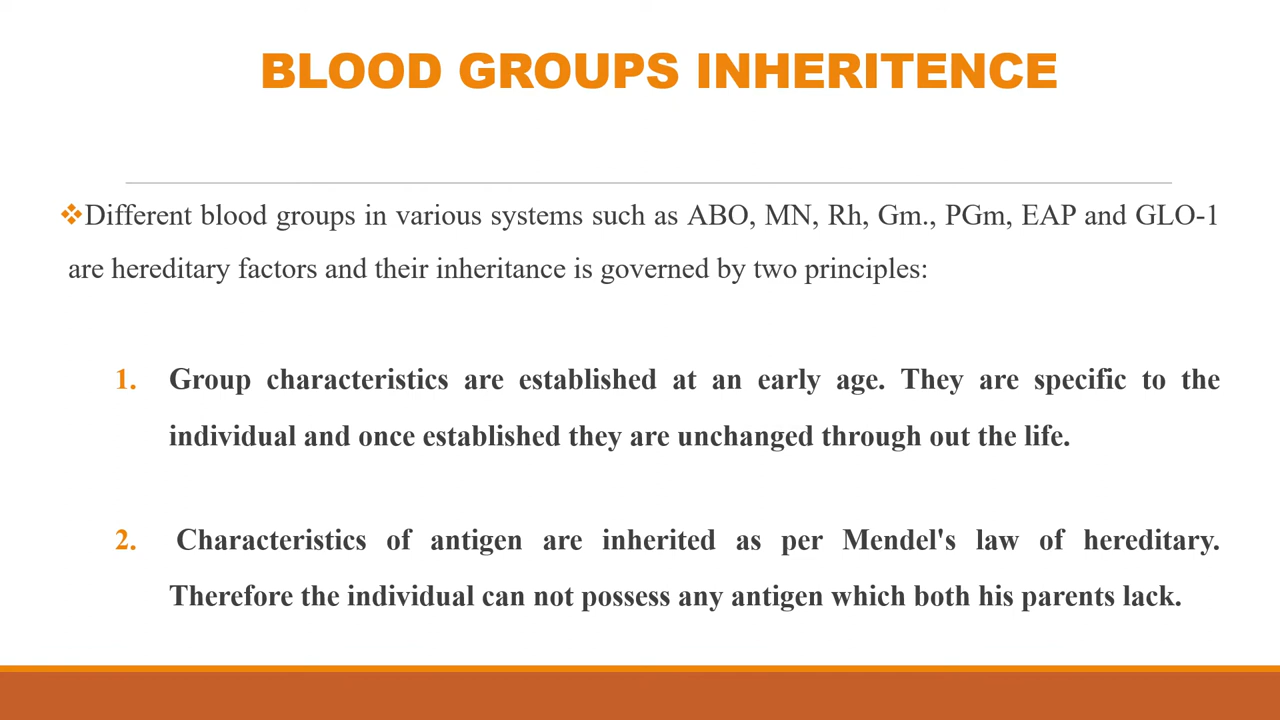 BLOOD GROUPS INHERITENCE
❖Different blood groups in various systems such as ABO, MN, Rh, Gm., PGm, EAP and GLO-1
are hereditary factors and their inheritance is governed by two principles:
1. Group characteristics are established at an early age. They are specific to the
individual and once established they are unchanged through out the life.
2. Characteristics of antigen are inherited as per Mendel's law of hereditary.
Therefore the individual can not possess any antigen which both his parents lack.